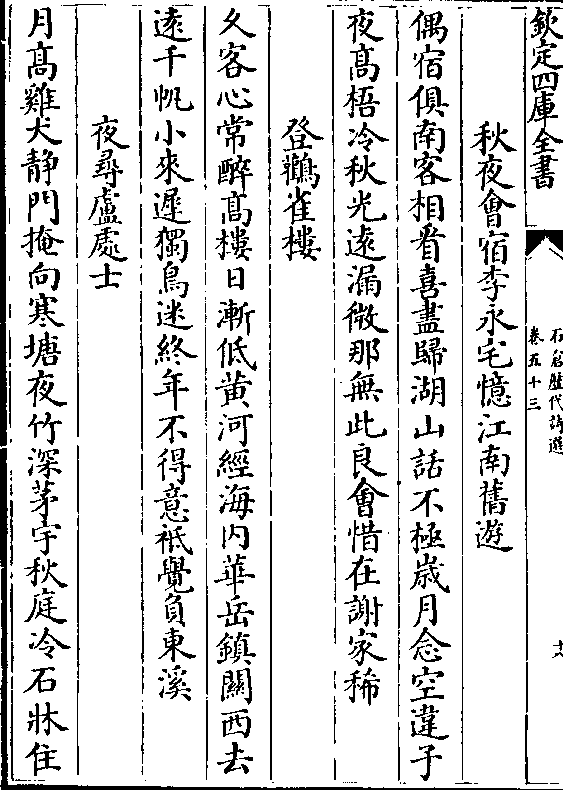 欽定四庫全書
石倉歷代詩選
卷五十三
秋夜會宿李永宅憶江南舊遊
偶宿俱南客相看喜盡歸湖山話不極歲月念空違子
夜髙梧冷秋光遠漏微那無此良會惜在謝家稀
登鸛雀樓
久客心常醉髙樓日漸低黄河經海内華岳鎮關西去
逺千帆小來遲獨鳥迷終年不得意秪覺負東溪
夜尋盧處士
月髙雞犬静門掩向寒塘夜竹深茅宇秋庭冷石牀住